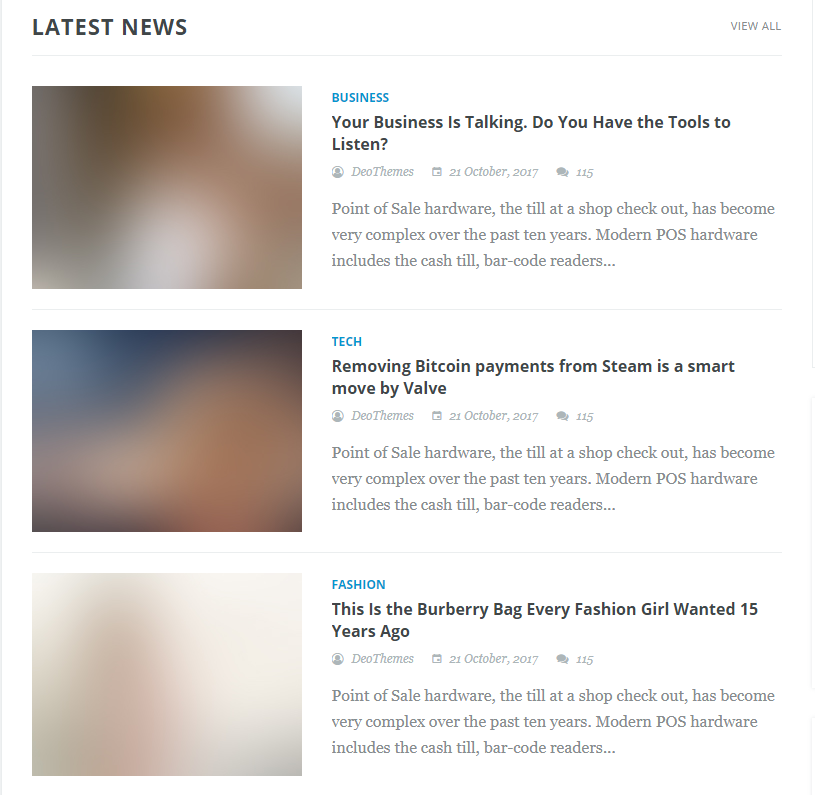 LATEST NEWS
VIEW ALL
BUSINESS
Your Business Is Talking. Do You Have the Tools to
Listen?
DeoThemes 21 October, 2017 115
Point of Sale hardware, the till at a shop check out, has become
very complex over the past ten years. Modern POS hardware
includes the cash till, bar-code readers...
TECH
Removing Bitcoin payments from Steam is a smart
move by Valve
DeoThemes 21 October, 2017 115
Point of Sale hardware, the till at a shop check out, has become
very complex over the past ten years. Modern POS hardware
includes the cash till, bar-code readers...
FASHION
This Is the Burberry Bag Every Fashion Girl Wanted 15
Years Ago
DeoThemes 21 October, 2017 115
Point of Sale hardware, the till at a shop check out, has become
very complex over the past ten years. Modern POS hardware
includes the cash till, bar-code readers...